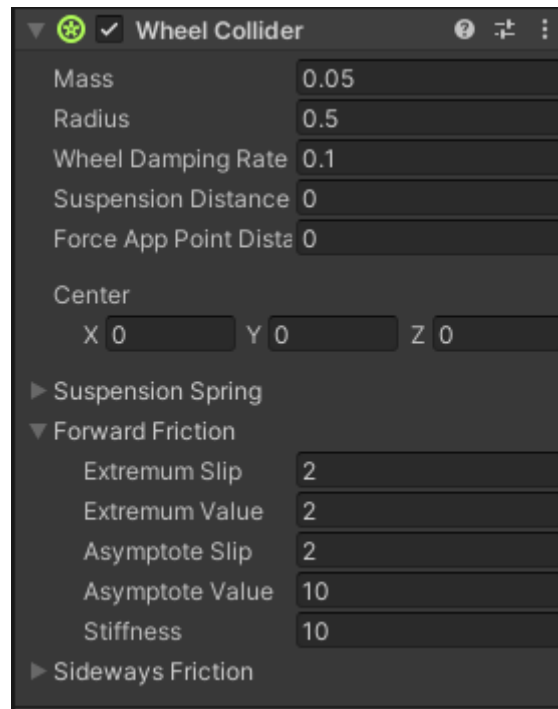 Wheel Collider
Mass 0.05
Radius 0.5
Wheel Damping Rate 0.1
Suspension Distance 0
Force App Point Dista 0
Center
X 0 Y 0 Z 0
Suspension Spring
Forward Friction
Extremum Slip 2
Extremum Value 2
Asymptote Slip 2
Asymptote Value 10
Stiffness 10
Sideways Friction